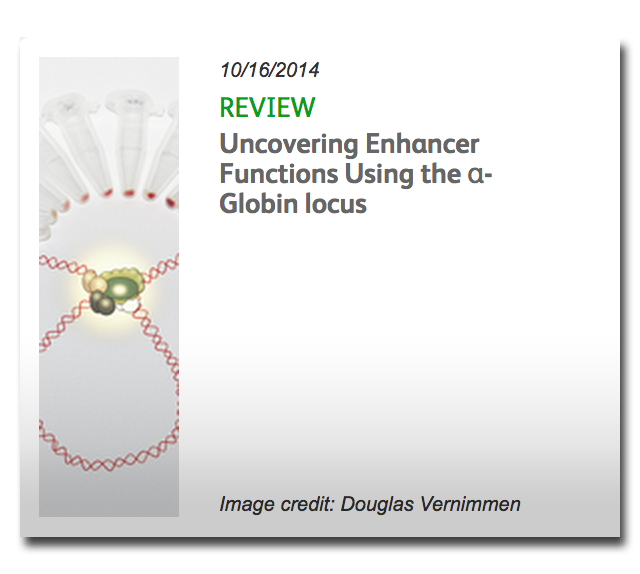 10/16/2014
REVIEW
Uncovering Enhancer
Functions Using the α-
Globin locus
Image credit: Douglas Vernimmen